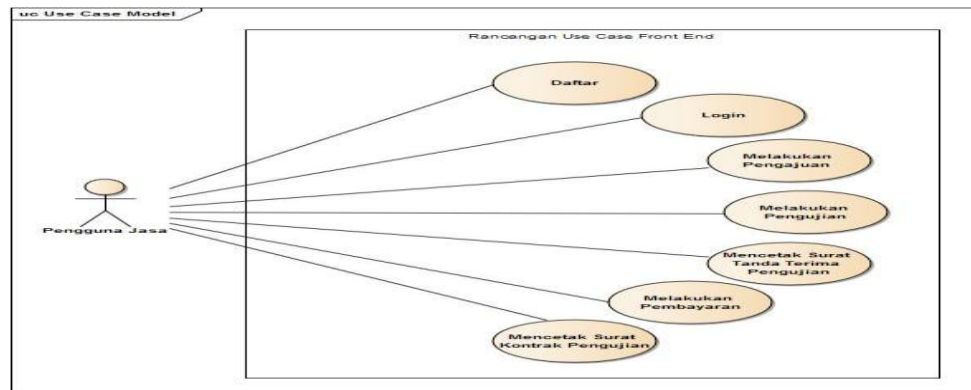 uc Use Case Model
Rancangan Use Case Front End
Daftar
Login
Melakukan
Pengajuan
Melakukan
Pengujian
Pengguna Jasa
Mencetak Surat
Tanda Terima
Pengujian
Melakukan
Pembayaran
Mencetak Surat
Kontrak Pengujian